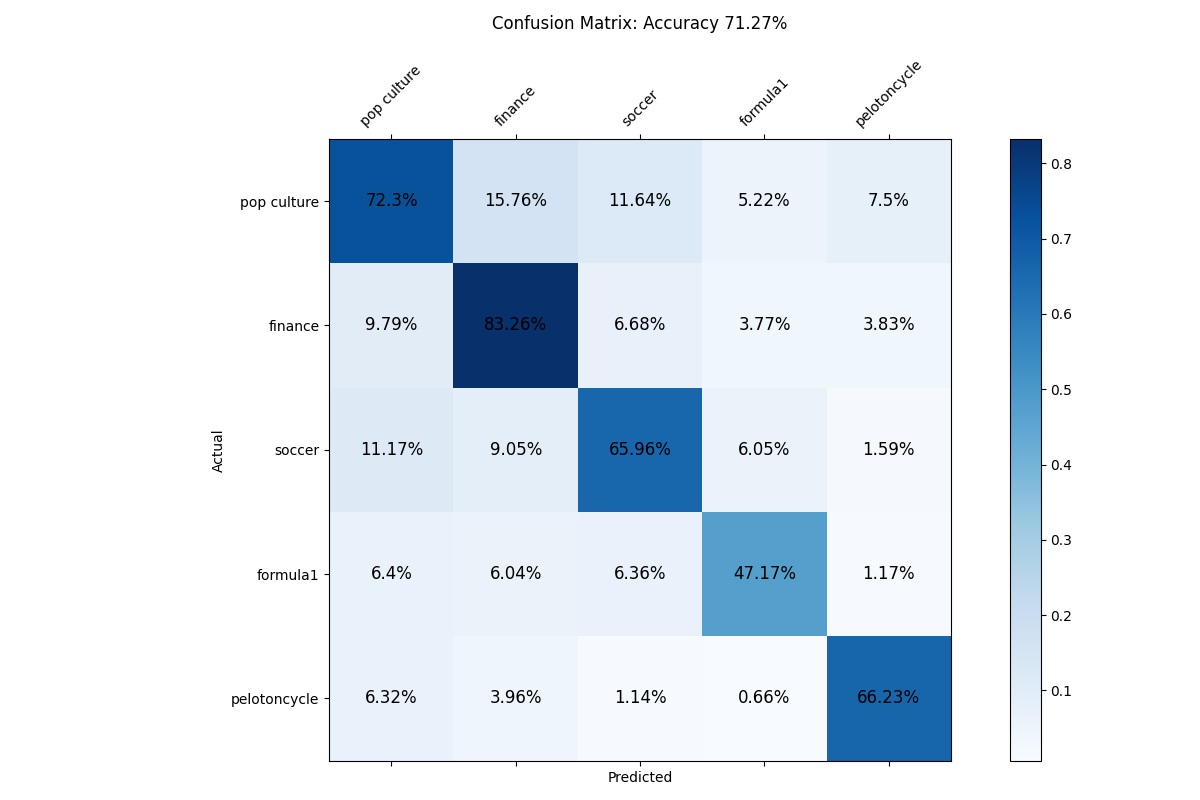 Confusion Matrix: Accuracy 71.27%
pop culture finance soccer formula1 pelotoncycle
pop culture 72.3% 15.76% 11.64% 5.22% 7.5%
finance 9.79% 83.26% 6.68% 3.77% 3.83%
soccer 11.17% 9.05% 65.96% 6.05% 1.59%
formula1 6.4% 6.04% 6.36% 47.17% 1.17%
pelotoncycle 6.32% 3.96% 1.14% 0.66% 66.23%
Actual
Predicted
0.8
0.7
0.6
0.5
0.4
0.3
0.2
0.1